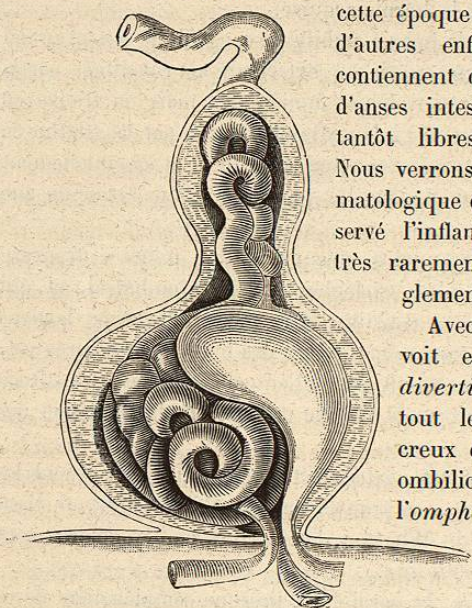 cette époque
d'autres enf
contiennent e
d'anses intes
tantôt libres
Nous verrons
matologique e
servé l'inflam
très raremen
glemen
Avec
voit e
diverti
tout le
creux d
ombilic
l'omph